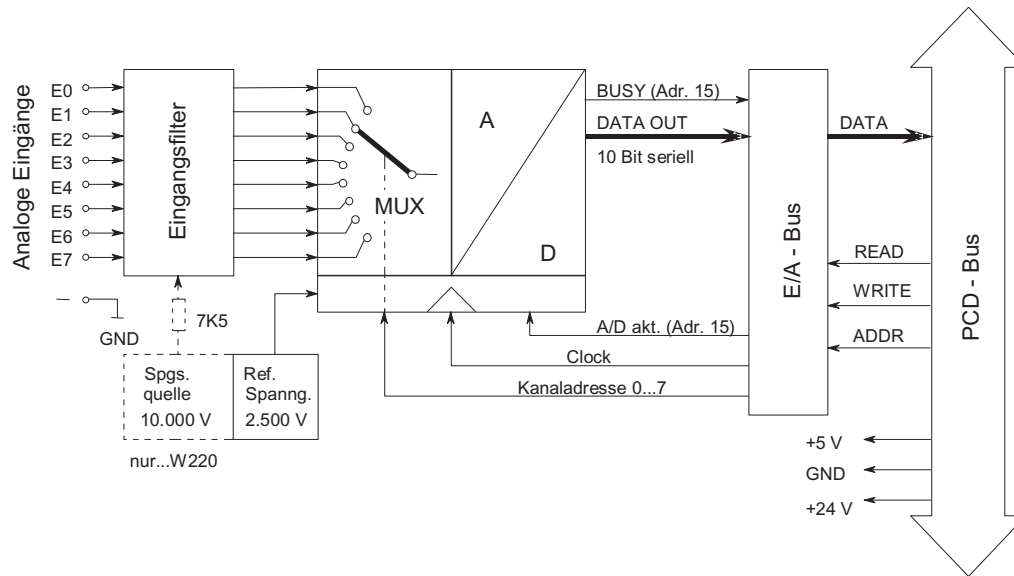 Analoge Eingänge
E0
E1
E2
E3
E4
E5
E6
E7
GND
Eingangsfilter
7K5
Spgs.
quelle
10.000 V
Ref.
Spanng.
2.500 V
nur...W220
MUX
A
D
BUSY (Adr. 15)
DATA OUT
10 Bit seriell
A/D akt. (Adr. 15)
Clock
Kanaladresse 0...7
E/A - Bus
DATA
READ
WRITE
ADDR
+5 V
GND
+24 V
PCD - Bus